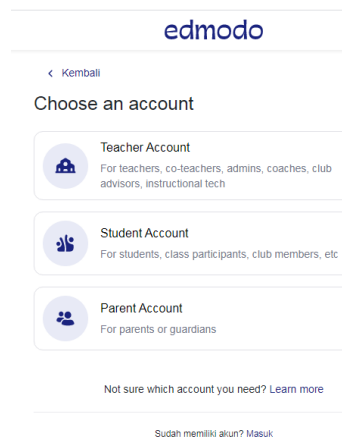 edmodo
Kembali
Choose an account
Teacher Account
For teachers, co-teachers, admins, coaches, club
advisors, instructional tech
Student Account
For students, class participants, club members, etc
Parent Account
For parents or guardians
Not sure which account you need? Learn more
Sudah memiliki akun? Masuk